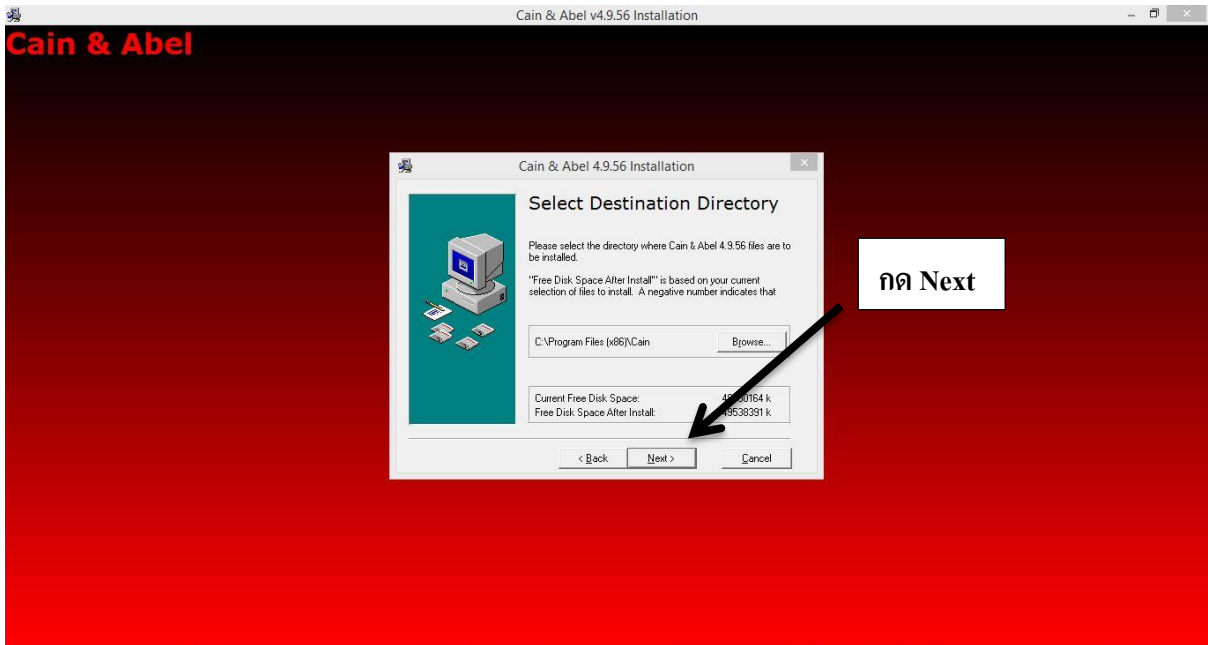 Cain & Abel v4.9.56 Installation
Cain & Abel
Cain & Abel 4.9.56 Installation
Select Destination Directory
Please select the directory where Cain & Abel 4.9.56 files are to
be installed.
"Free Disk Space After Install"' is based on your current
selection of files to install. A negative number indicates that
กด Next
C:\Program Files (x86)\Cain
Browse...
Current Free Disk Space: k
Free Disk Space After Install: 49538391 k
< Back
Next >
Cancel